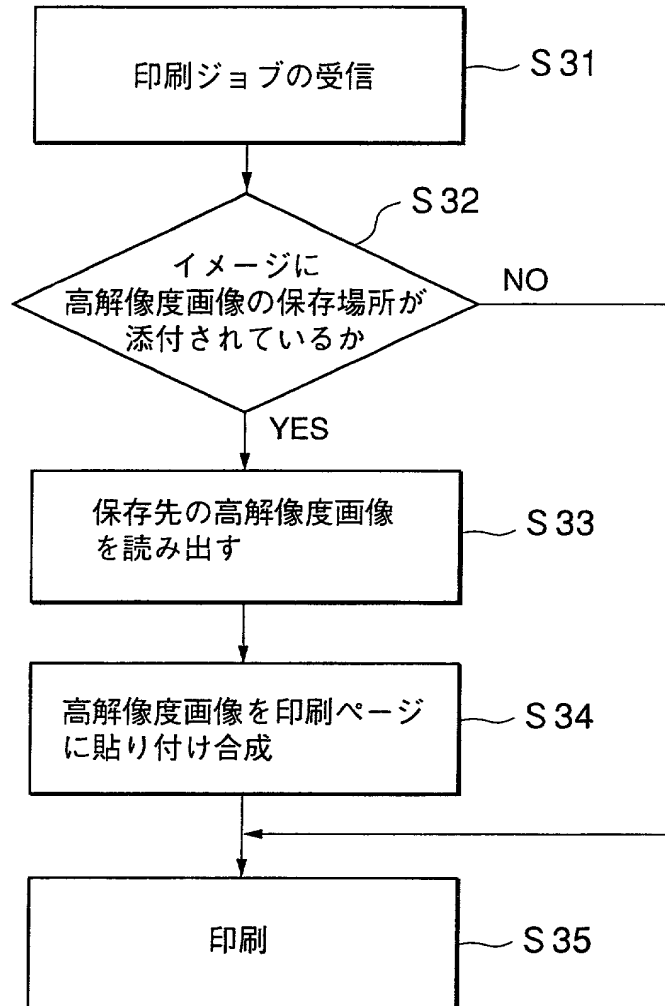 印刷ジョブの受信
S31
S32
イメージに
高解像度画像の保存場所が
添付されているか
NO
YES
保存先の高解像度画像
を読み出す
S33
高解像度画像を印刷ページ
に貼り付け合成
S34
印刷
S35